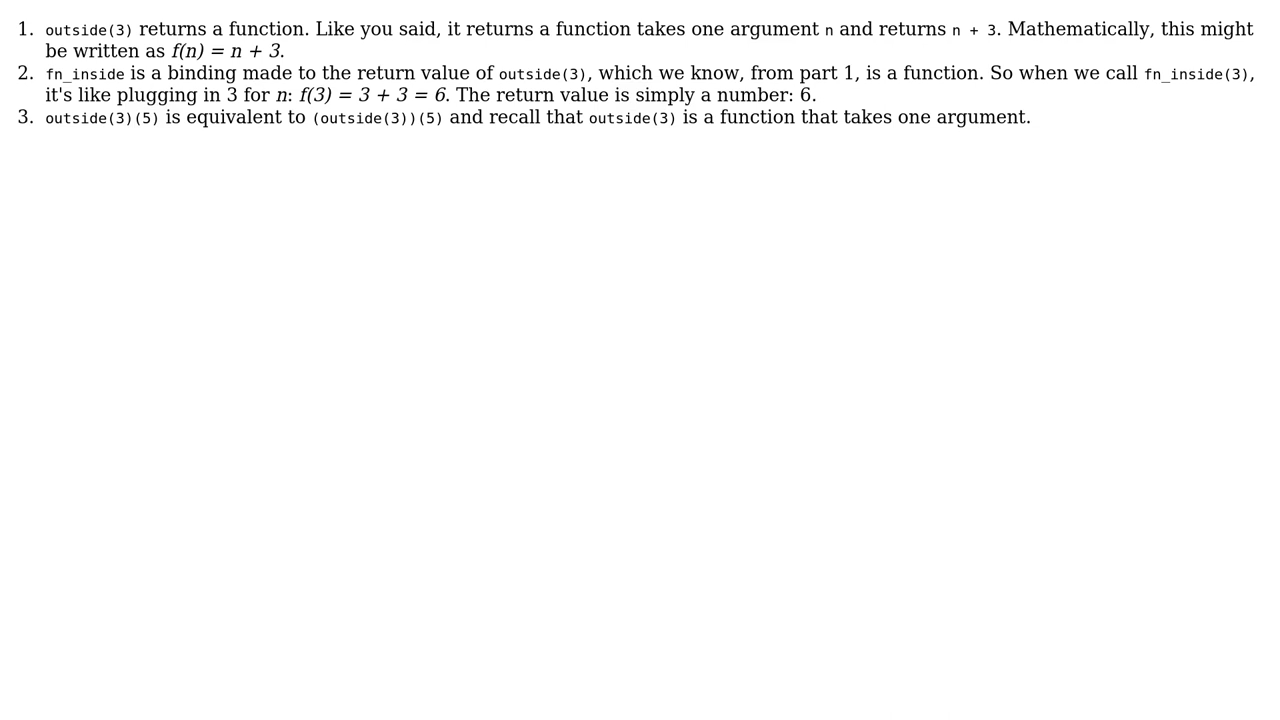 1. outside(3) returns a function. Like you said, it returns a function takes one argument n and returns n + 3. Mathematically, this might
be written as f(n) = n + 3.
2. fn_inside is a binding made to the return value of outside(3), which we know, from part 1, is a function. So when we call fn_inside(3),
it's like plugging in 3 for n: f(3) = 3 + 3 = 6. The return value is simply a number: 6.
3. outside(3)(5) is equivalent to (outside(3))(5) and recall that outside(3) is a function that takes one argument.